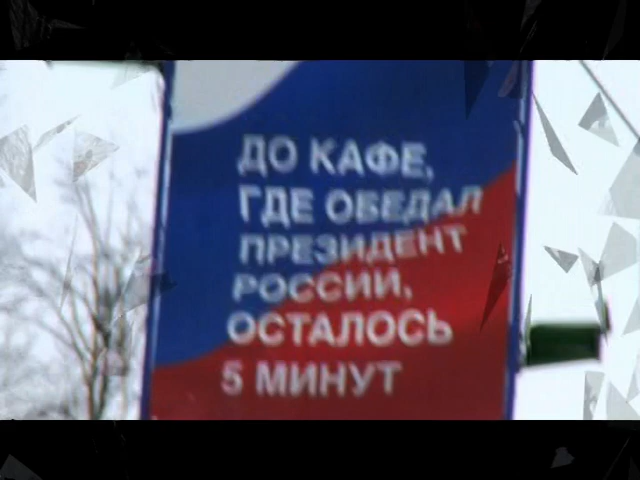 ДО КАФЕ,
ГДЕ ОБЕДАЛ
ПРЕЗИДЕНТ
РОССИИ,
ОСТАЛОСЬ
5 МИНУТ